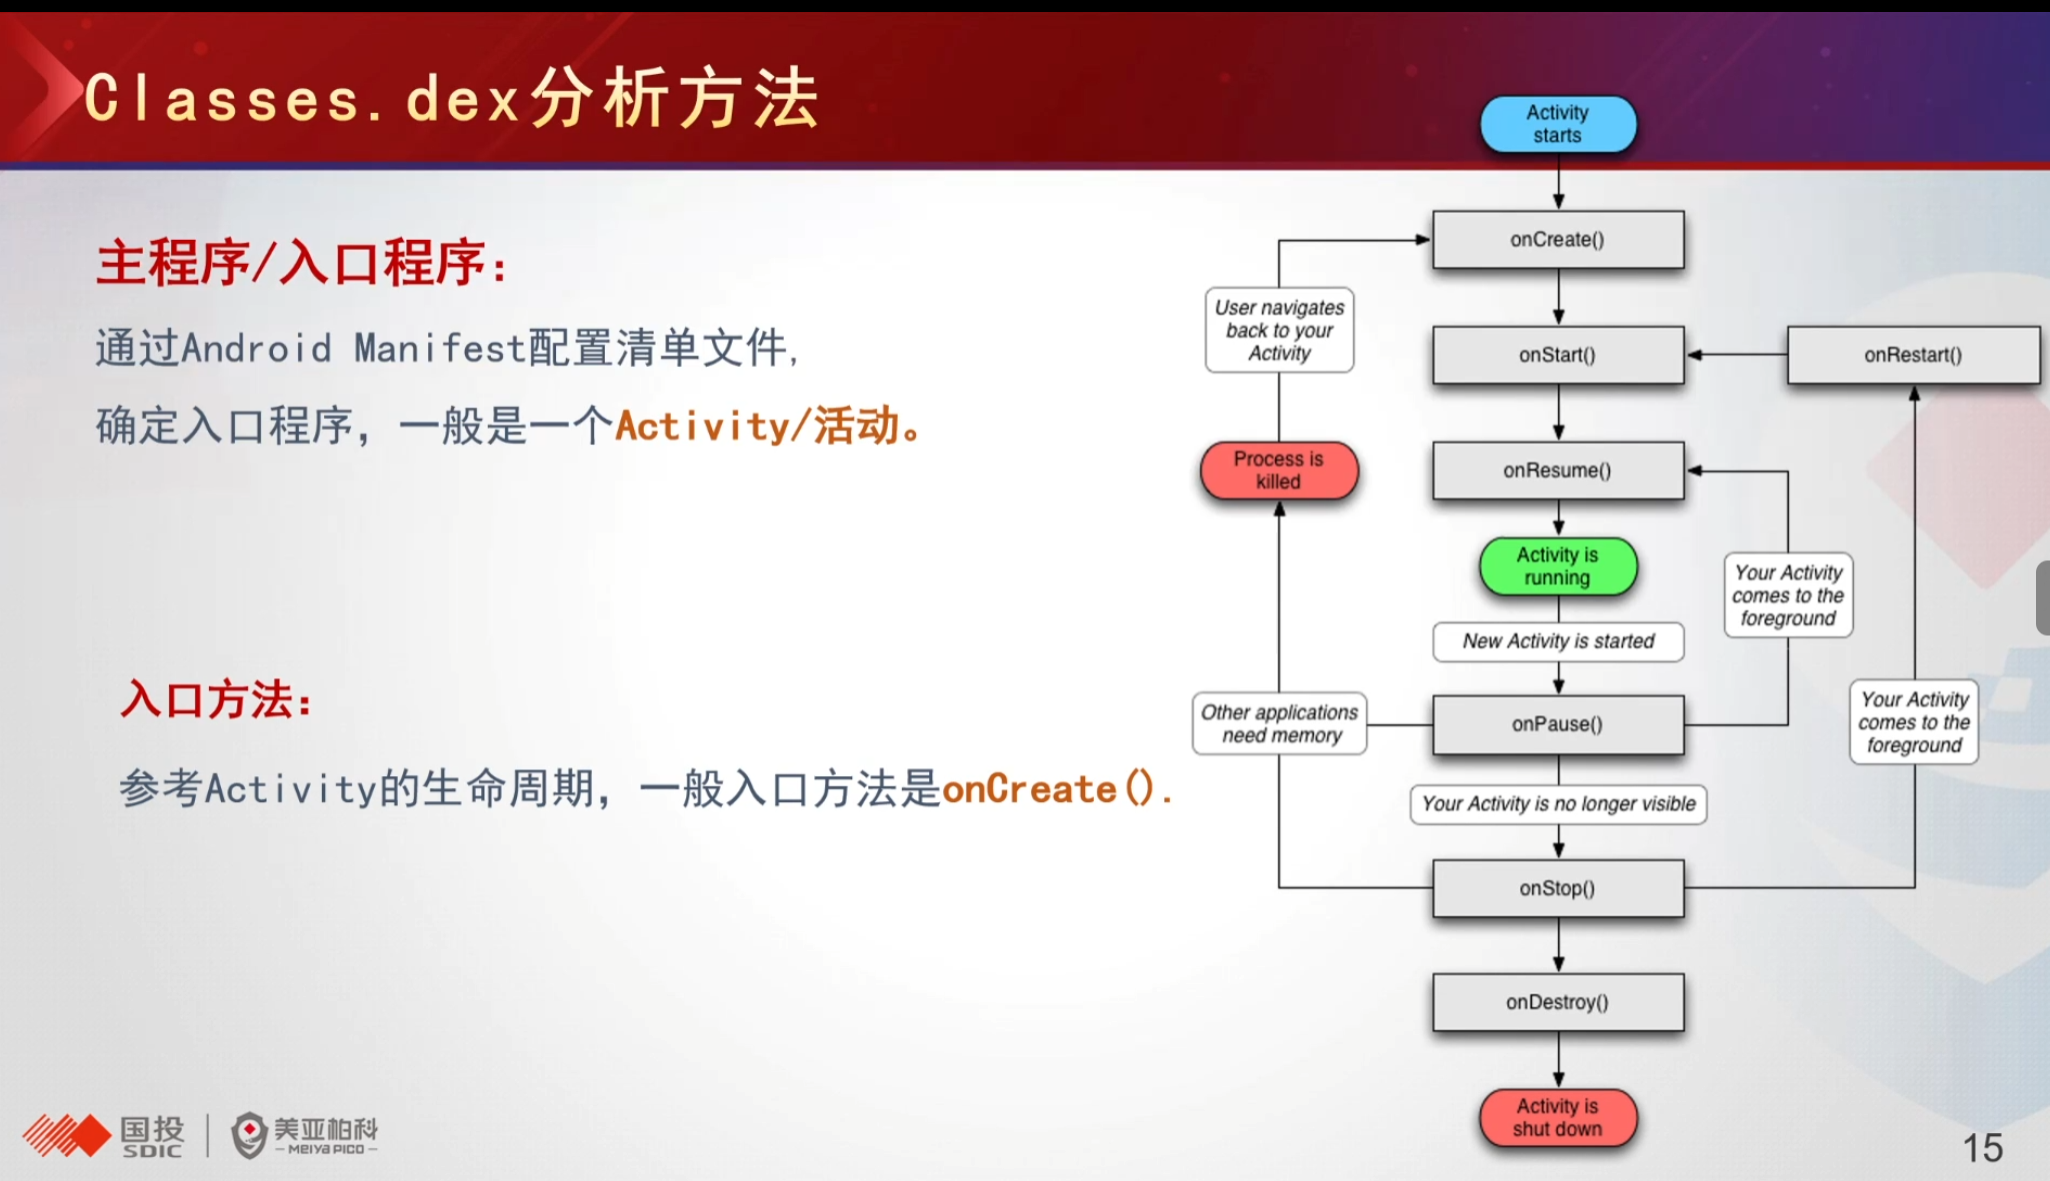 Classes.dex分析方法
主程序/入口程序：
通过Android Manifest配置清单文件,
确定入口程序，一般是一个Activity/活动。
入口方法：
参考Activity的生命周期，一般入口方法是onCreate().
Activity
starts
onCreate()
User navigates
back to your
Activity
onStart()
onRestart()
Process is
killed
onResume()
Activity is
running
Your Activity
comes to the
foreground
New Activity is started
Other applications
need memory
onPause()
Your Activity
comes to the
foreground
Your Activity is no longer visible
onStop()
onDestroy()
Activity is
shut down
国投
SDIC
美亚柏科
MEIYA PICO
15